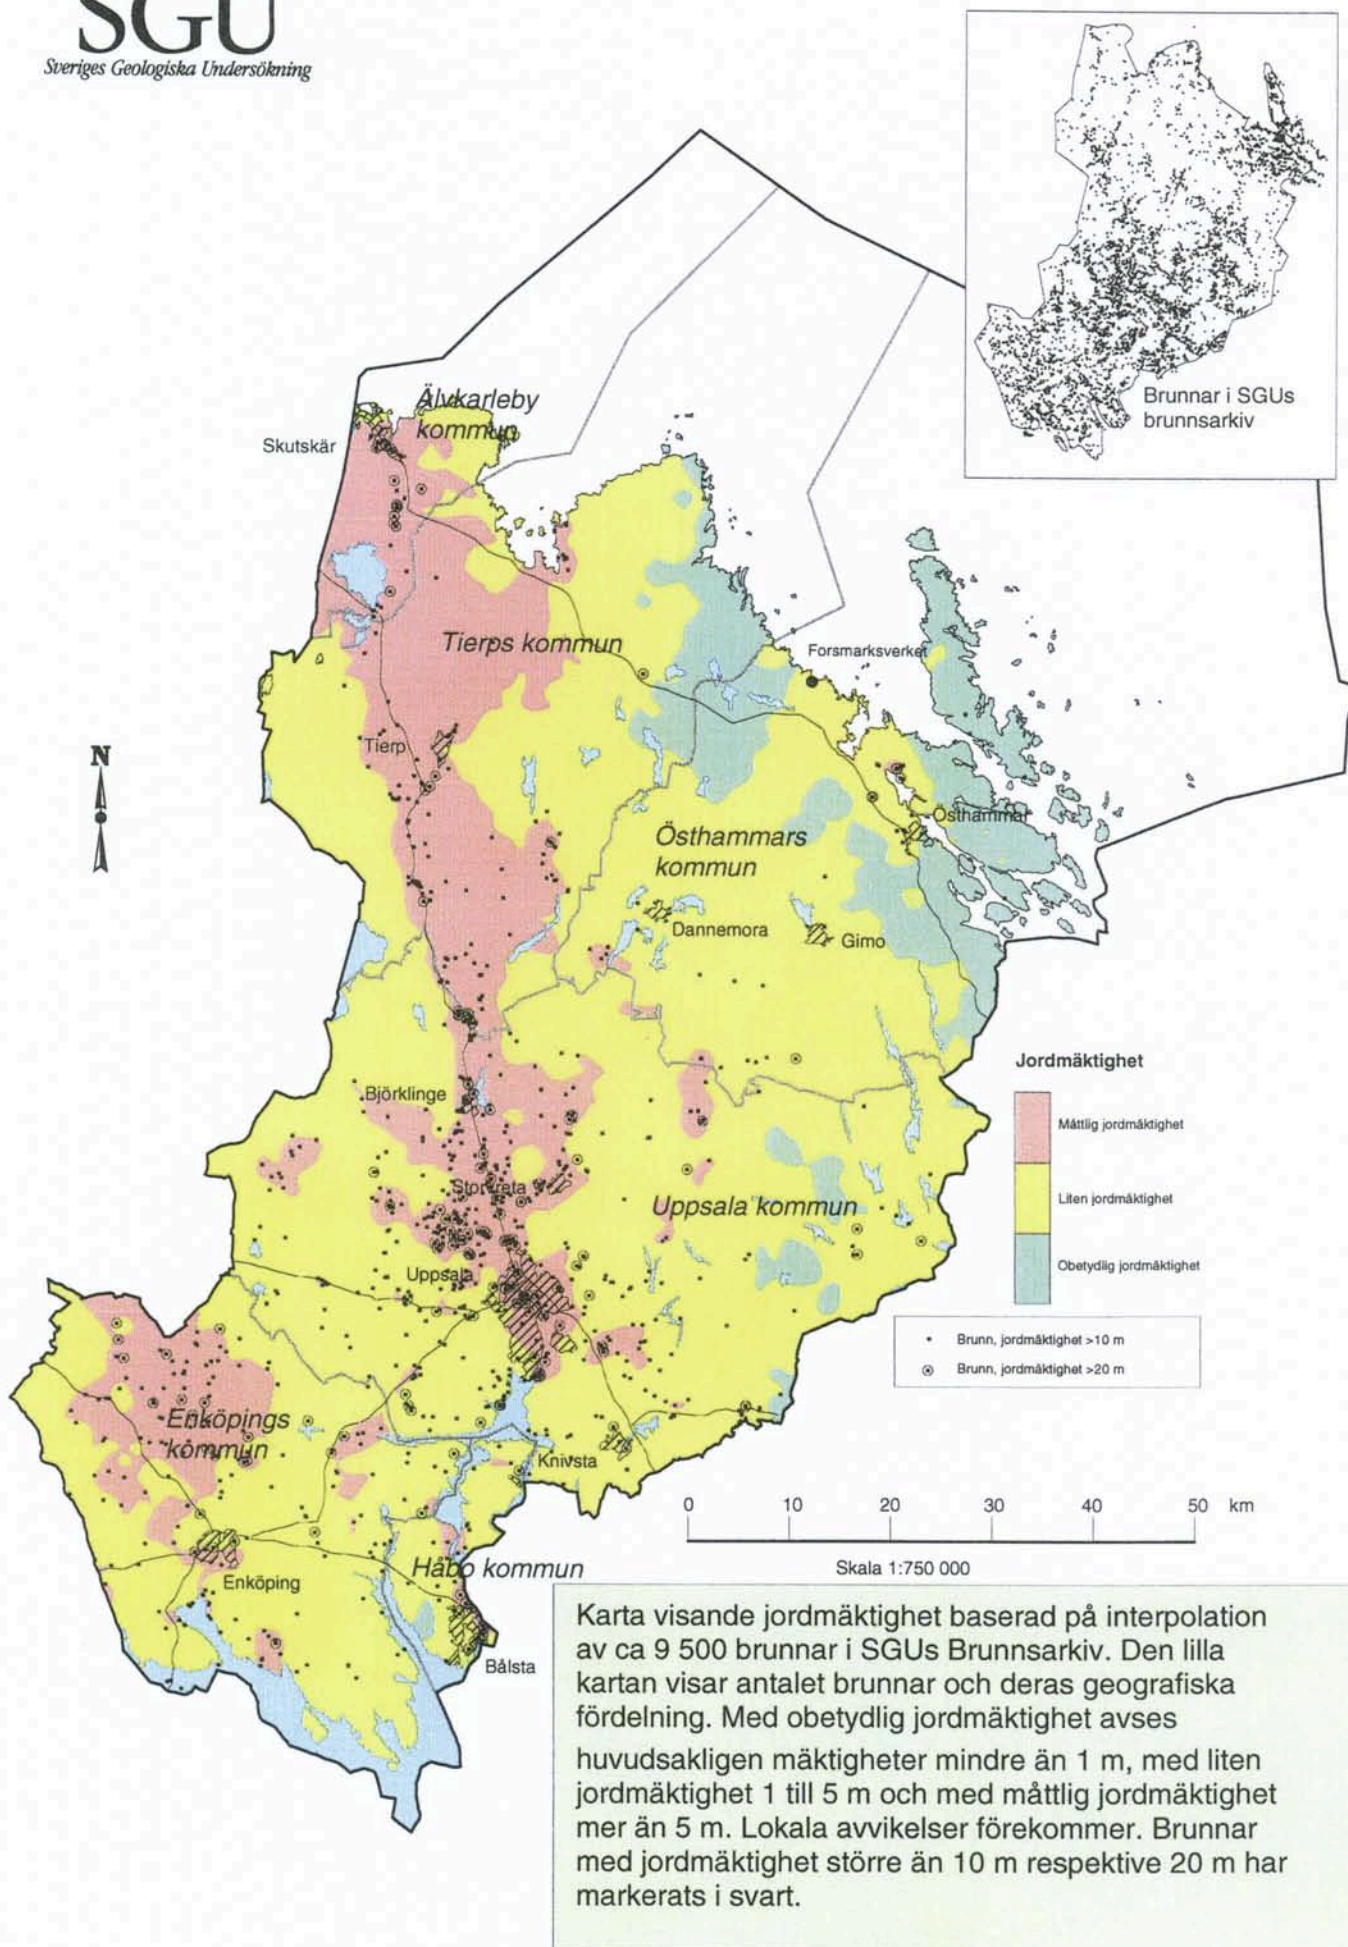 SGU
Sveriges Geologiska Undersökning
Brunnar i SGUs
brunnsarkiv
Älvkarleby
kommun
Skutskär
Tierps kommun
Forsmarksverket
Tierp
N
Östhammars
kommun
Östhammar
Dannemora
Gimo
Jordmäktighet
Måttlig jordmäktighet
Liten jordmäktighet
Obetydlig jordmäktighet
Björklinge
Storvreta
Uppsala kommun
Uppsala
Brunn, jordmäktighet >10 m
Brunn, jordmäktighet >20 m
Enköpings
kommun
Knivsta
0 10 20 30 40 50 km
Skala 1:750 000
Håbo kommun
Enköping
Bålsta
Karta visande jordmäktighet baserad på interpolation
av ca 9 500 brunnar i SGUs Brunnsarkiv. Den lilla
kartan visar antalet brunnar och deras geografiska
fördelning. Med obetydlig jordmäktighet avses
huvudsakligen mäktigheter mindre än 1 m, med liten
jordmäktighet 1 till 5 m och med måttlig jordmäktighet
mer än 5 m. Lokala avvikelser förekommer. Brunnar
med jordmäktighet större än 10 m respektive 20 m har
markerats i svart.